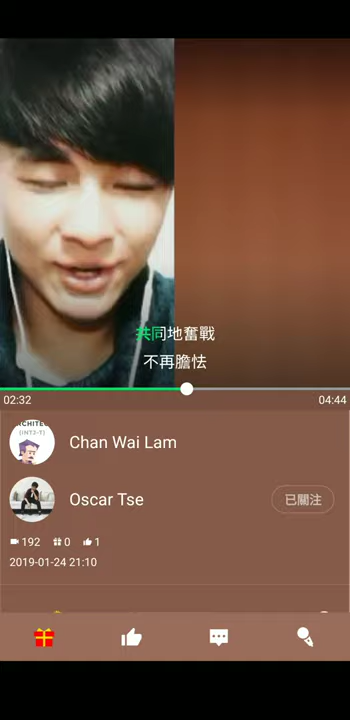 共同地奮戰
不再膽怯
02:32
04:44
(INTJ-T)
Chan Wai Lam
Oscar Tse
已關注
192
0
1
2019-01-24 21:10